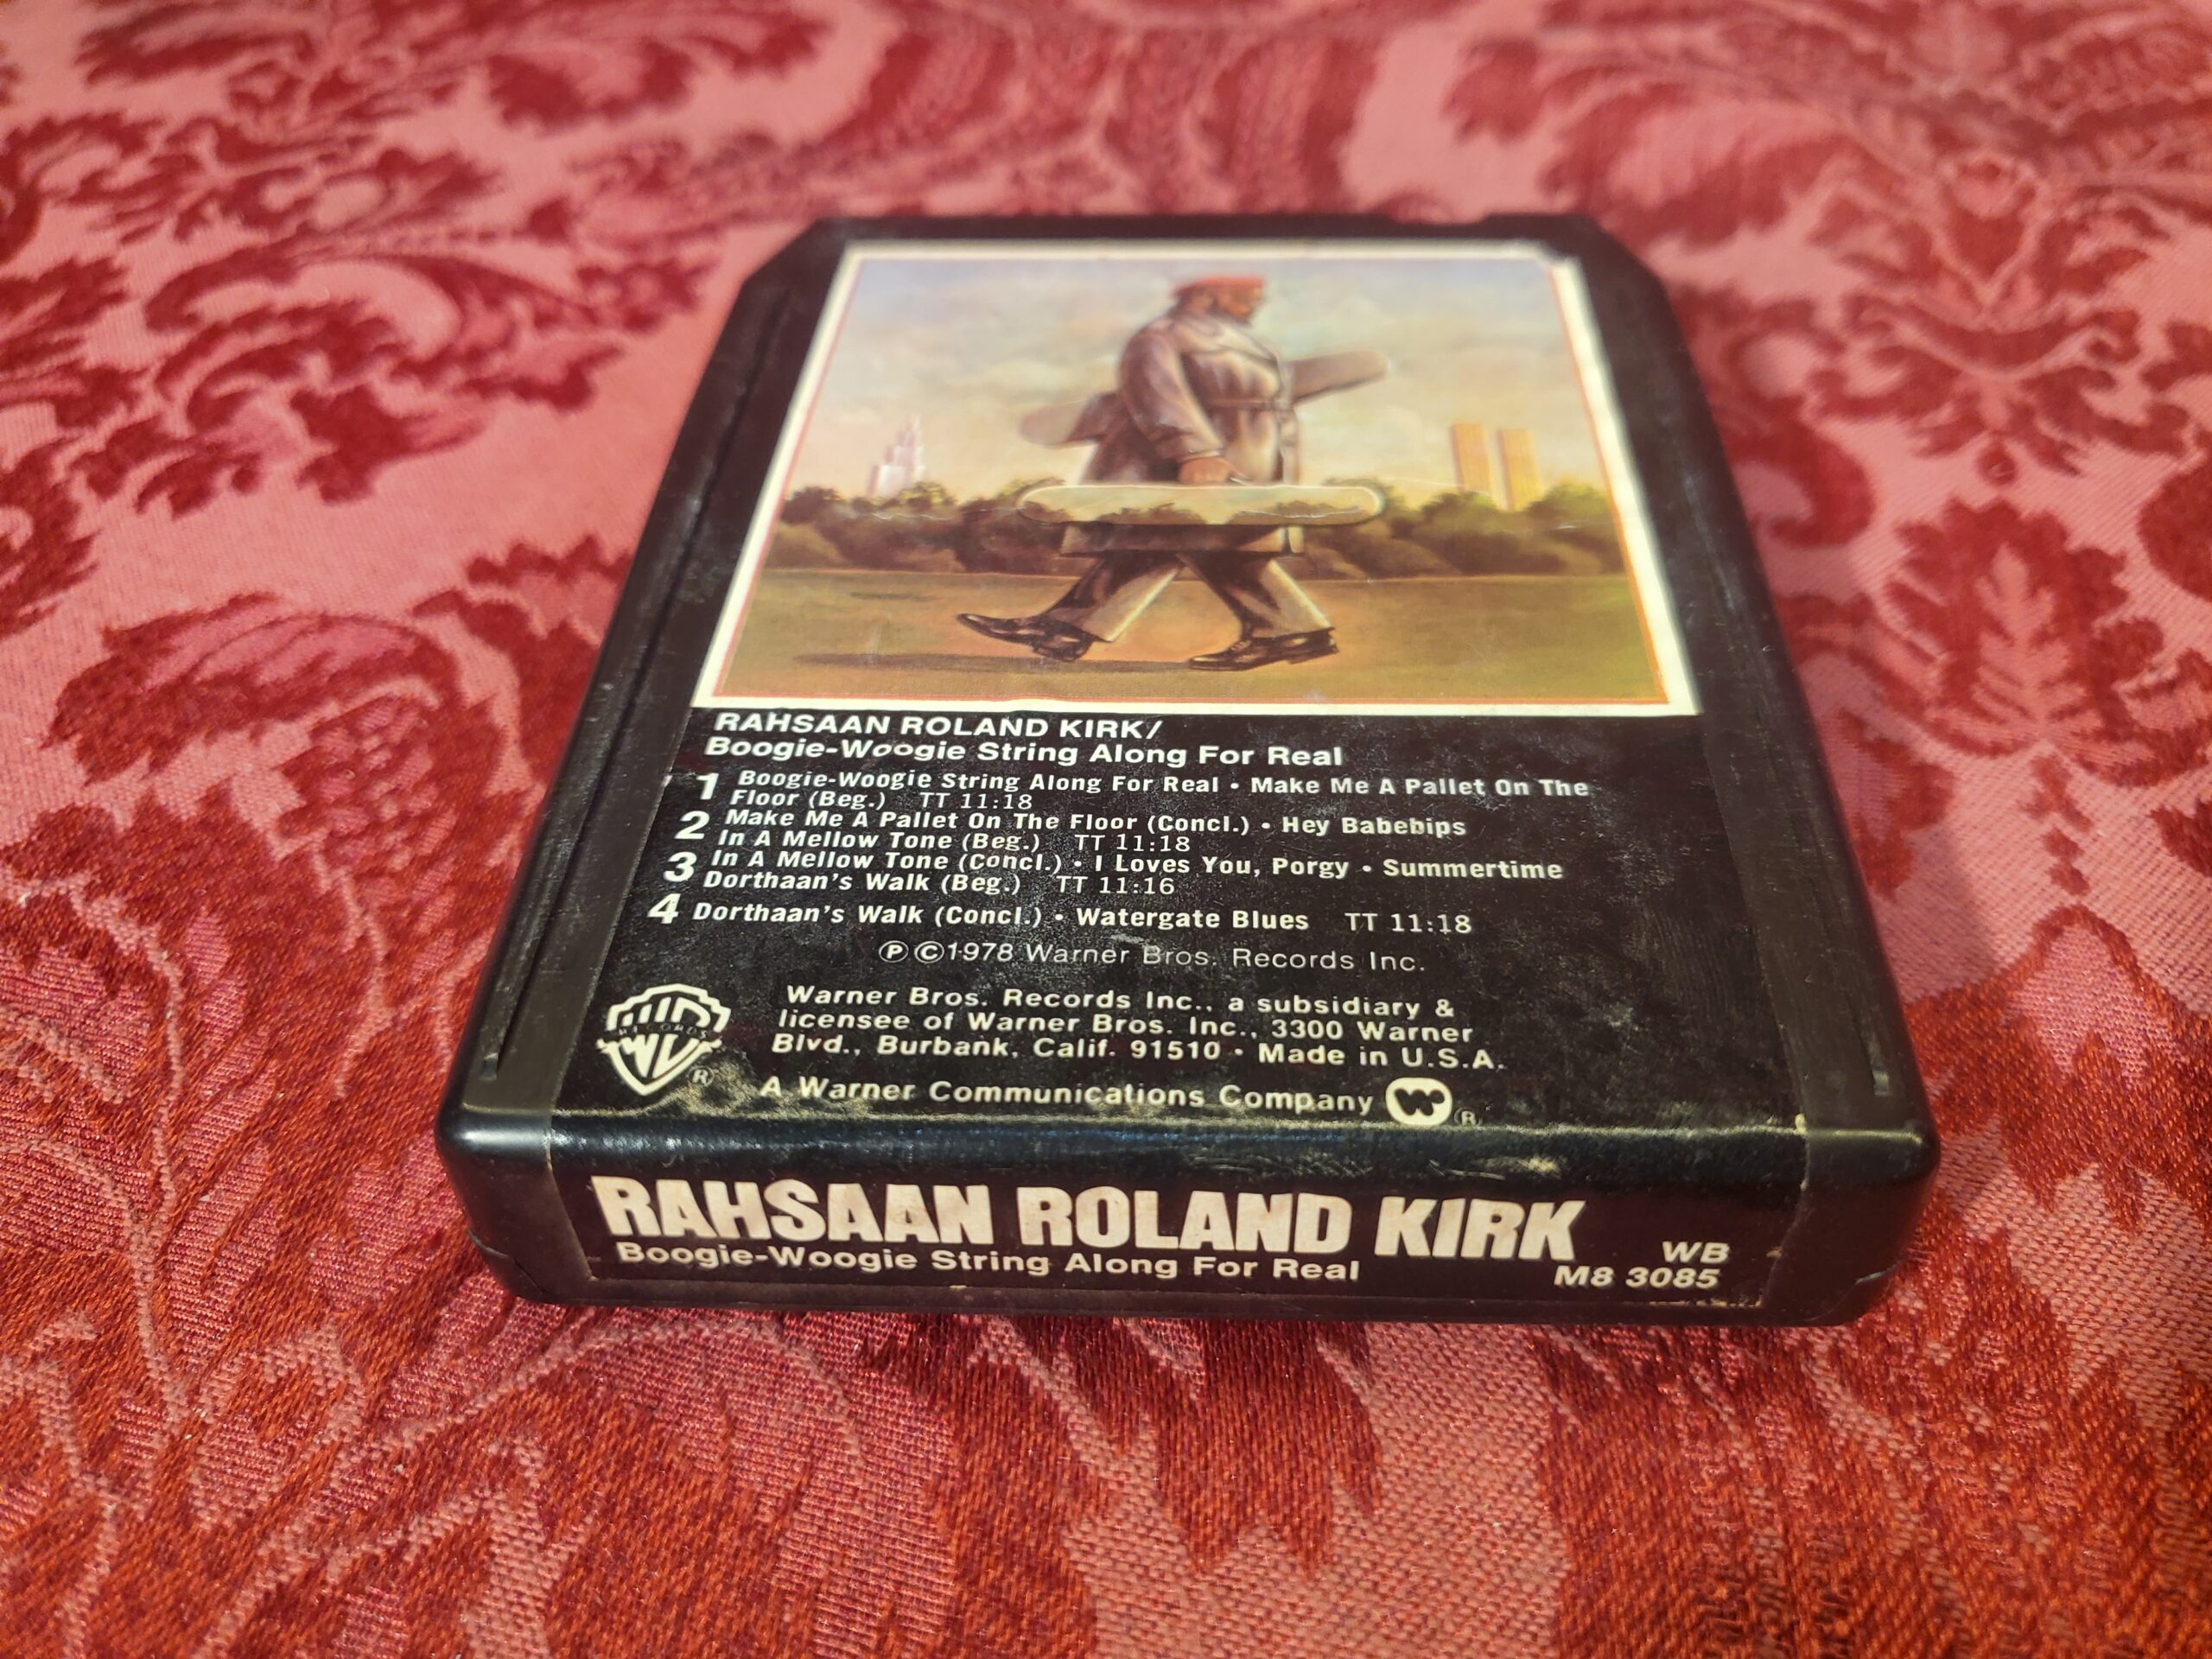 RAHSAAN ROLAND KIRK/
Boogie-Woogie String Along For Real
1 Boogie-Woogie String Along For Real • Make Me A Pallet On The
Floor (Beg.) TT 11:18
2 Make Me A Pallet On The Floor (Concl.) • Hey Babebips
In A Mellow Tone (Beg.) TT 11:18
3 In A Mellow Tone (Concl.) • I Loves You, Porgy • Summertime
Dorthaan's Walk (Beg.) TT 11:16
4 Dorthaan's Walk (Concl.) • Watergate Blues TT 11:18
℗ ©1978 Warner Bros. Records Inc.
RECORDS
®
Warner Bros. Records Inc., a subsidiary &
licensee of Warner Bros. Inc., 3300 Warner
Blvd., Burbank, Calif. 91510 • Made in U.S.A.
A Warner Communications Company ®
RAHSAAN ROLAND KIRK
Boogie-Woogie String Along For Real
WB
M8 3085